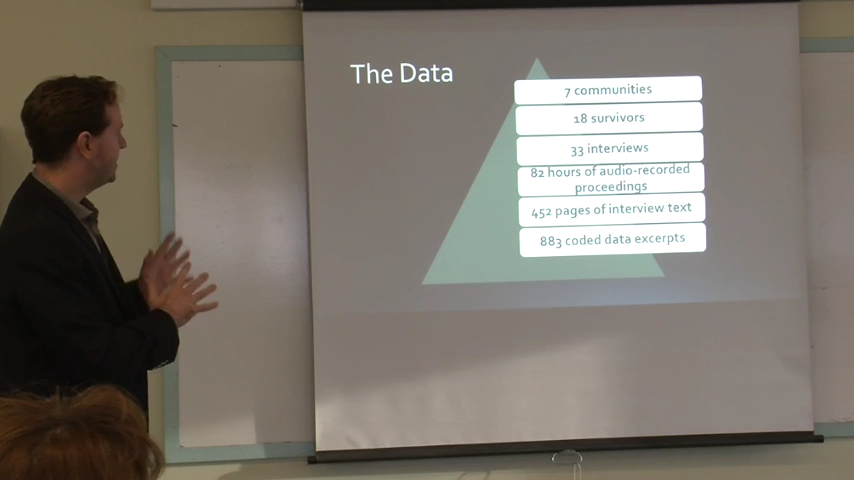 The Data
7 communities
18 survivors
33 interviews
82 hours of audio-recorded
proceedings
452 pages of interview text
883 coded data excerpts